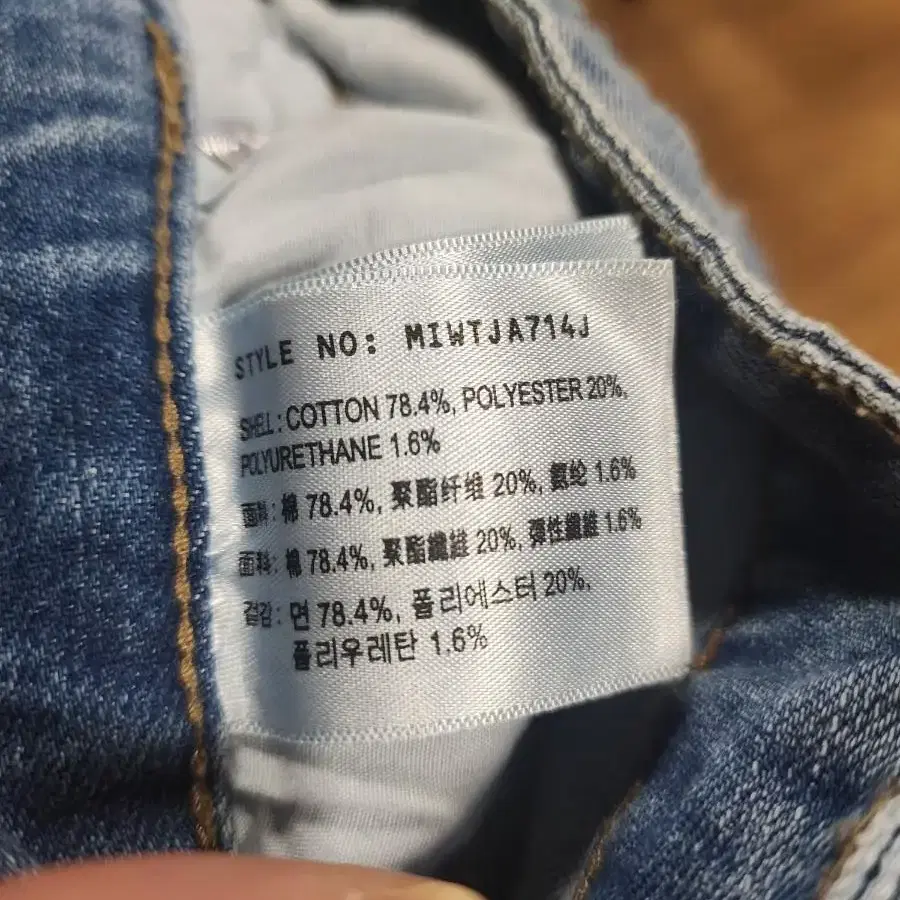 STYLE NO: MIWTJA714J
SHELL: COTTON 78.4%, POLYESTER 20%,
POLYURETHANE 1.6%
面料: 棉 78.4%, 聚酯纤维 20%, 氨纶 1.6%
面料: 棉 78.4%, 聚酯纖維 20%, 彈性纖維 1.6%
겉감: 면 78.4%, 폴리에스터 20%,
폴리우레탄 1.6%